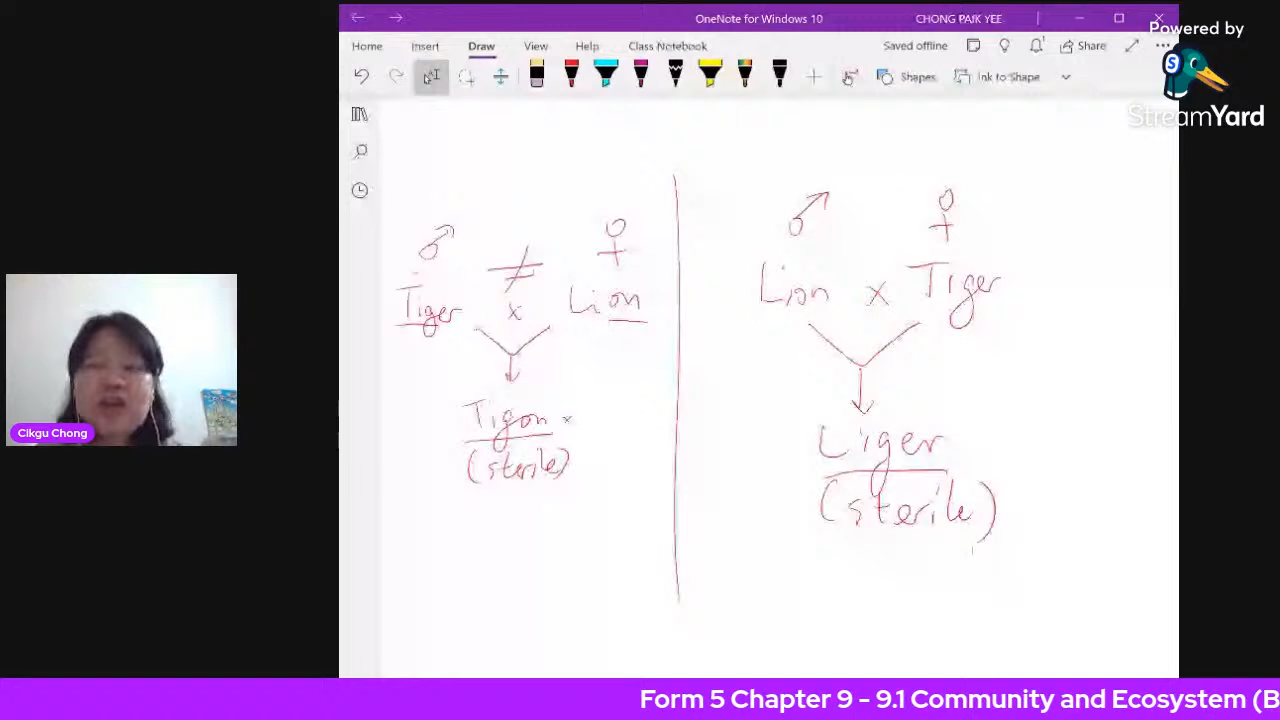 OneNote for Windows 10
CHONG PAIK YEE
Powered by
StreamYard
Home
Insert
Draw
View
Help
Class Notebook
Saved offline
Share
Shapes
Ink to Shape
♂
♀
Tiger ≠ x Lion
Tigon x
(sterile)
♂
♀
Lion x Tiger
Liger
(sterile)
Cikgu Chong
Form 5 Chapter 9 - 9.1 Community and Ecosystem (B